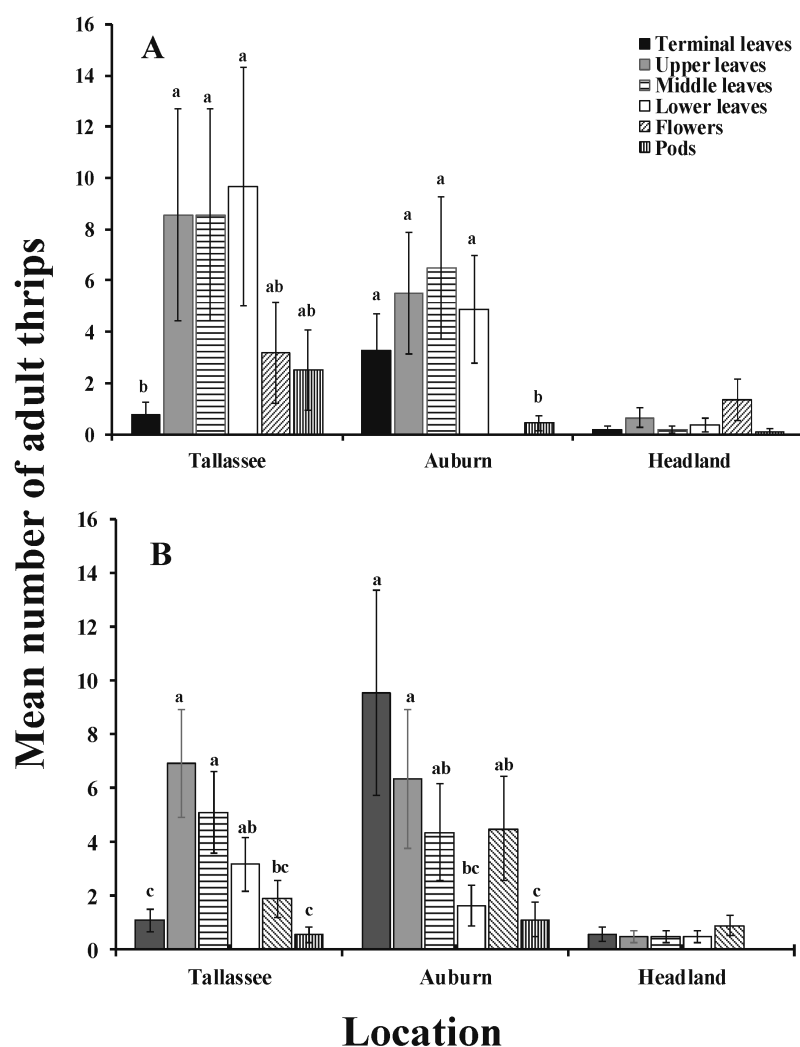 Mean number of adult thrips
A
16
14
12
10
8
6
4
2
0
Terminal leaves
Upper leaves
Middle leaves
Lower leaves
Flowers
Pods
b a a a ab ab
a a a a b
Tallassee Auburn Headland
B
16
14
12
10
8
6
4
2
0
c a a ab bc c
a a ab bc ab c
Tallassee Auburn Headland
Location